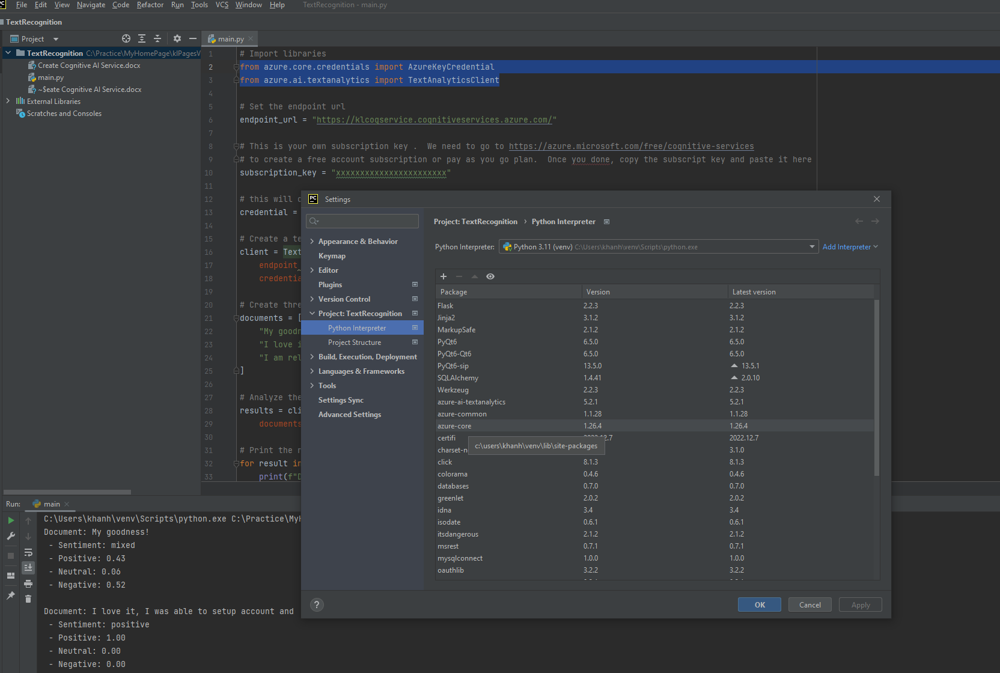 PC File Edit View Navigate Code Refactor Run Tools VCS Window Help TextRecognition - main.py
TextRecognition
Project
main.py
TextRecognition C:\Practice\MyHomePage\klPagesV
Create Cognitive AI Service.docx
main.py
~$eate Cognitive AI Service.docx
External Libraries
Scratches and Consoles
1 # Import libraries
2 from azure.core.credentials import AzureKeyCredential
3 from azure.ai.textanalytics import TextAnalyticsClient
4
5 # Set the endpoint url
6 endpoint_url = "https://klcogservice.cognitiveservices.azure.com/"
7
8 # This is your own subscription key .  We need to go to https://azure.microsoft.com/free/cognitive-services
9 # to create a free account subscription or pay as you go plan.  Once you done, copy the subscript key and paste it here
10 subscription_key = "xxxxxxxxxxxxxxxxxxxxxxx"
11
12 # this will
13 credential =
14
15 # Create a te
16 client = Text
17 endpoint_
18 credentia
19
20 # Create thre
21 documents = [
22 "My goodn
23 "I love i
24 "I am rel
25 ]
26
27 # Analyze the
28 results = cli
29 documents
30
31 # Print the r
32 for result in
33 print(f"D
PC Settings
Appearance & Behavior
Keymap
Editor
Plugins
Version Control
Project: TextRecognition
Python Interpreter
Project Structure
Build, Execution, Deployment
Languages & Frameworks
Tools
Settings Sync
Advanced Settings
Project: TextRecognition › Python Interpreter
Python Interpreter: Python 3.11 (venv) C:\Users\khanh\venv\Scripts\python.exe Add Interpreter
Package Version Latest version
Flask 2.2.3 2.2.3
Jinja2 3.1.2 3.1.2
MarkupSafe 2.1.2 2.1.2
PyQt6 6.5.0 6.5.0
PyQt6-Qt6 6.5.0 6.5.0
PyQt6-sip 13.5.0 13.5.1
SQLAlchemy 1.4.41 2.0.10
Werkzeug 2.2.3 2.2.3
azure-ai-textanalytics 5.2.1 5.2.1
azure-common 1.1.28 1.1.28
azure-core 1.26.4 1.26.4
certifi 2022.12.7 2022.12.7
c:\users\khanh\venv\lib\site-packages
charset-n 3.1.0
click 8.1.3 8.1.3
colorama 0.4.6 0.4.6
databases 0.7.0 0.7.0
greenlet 2.0.2 2.0.2
idna 3.4 3.4
isodate 0.6.1 0.6.1
itsdangerous 2.1.2 2.1.2
msrest 0.7.1 0.7.1
mysqlconnect 1.0.0 1.0.0
oauthlib 3.2.2 3.2.2
? OK Cancel Apply
Run: main
C:\Users\khanh\venv\Scripts\python.exe C:\Practice\MyH
Document: My goodness!
- Sentiment: mixed
- Positive: 0.43
- Neutral: 0.06
- Negative: 0.52
Document: I love it, I was able to setup account and
- Sentiment: positive
- Positive: 1.00
- Neutral: 0.00
- Negative: 0.00